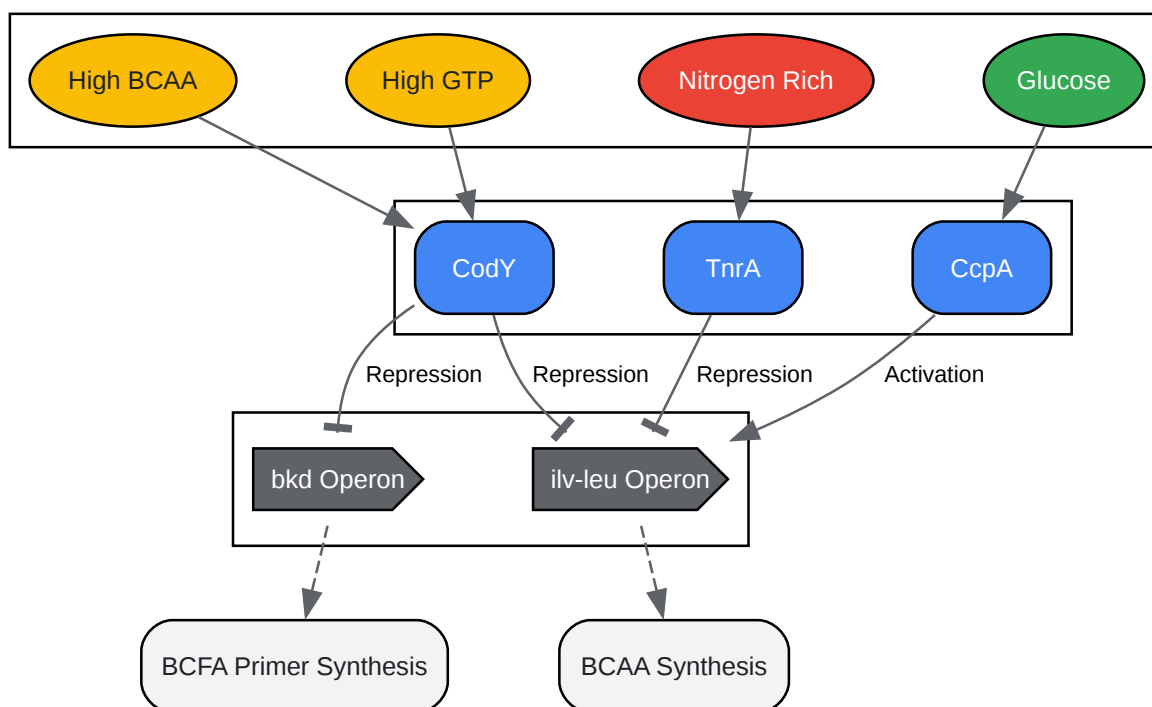 High BCAA
High GTP
Nitrogen Rich
Glucose
CodY
TnrA
CcpA
Repression
Repression
Repression
Activation
bkd Operon
ilv-leu Operon
BCFA Primer Synthesis
BCAA Synthesis